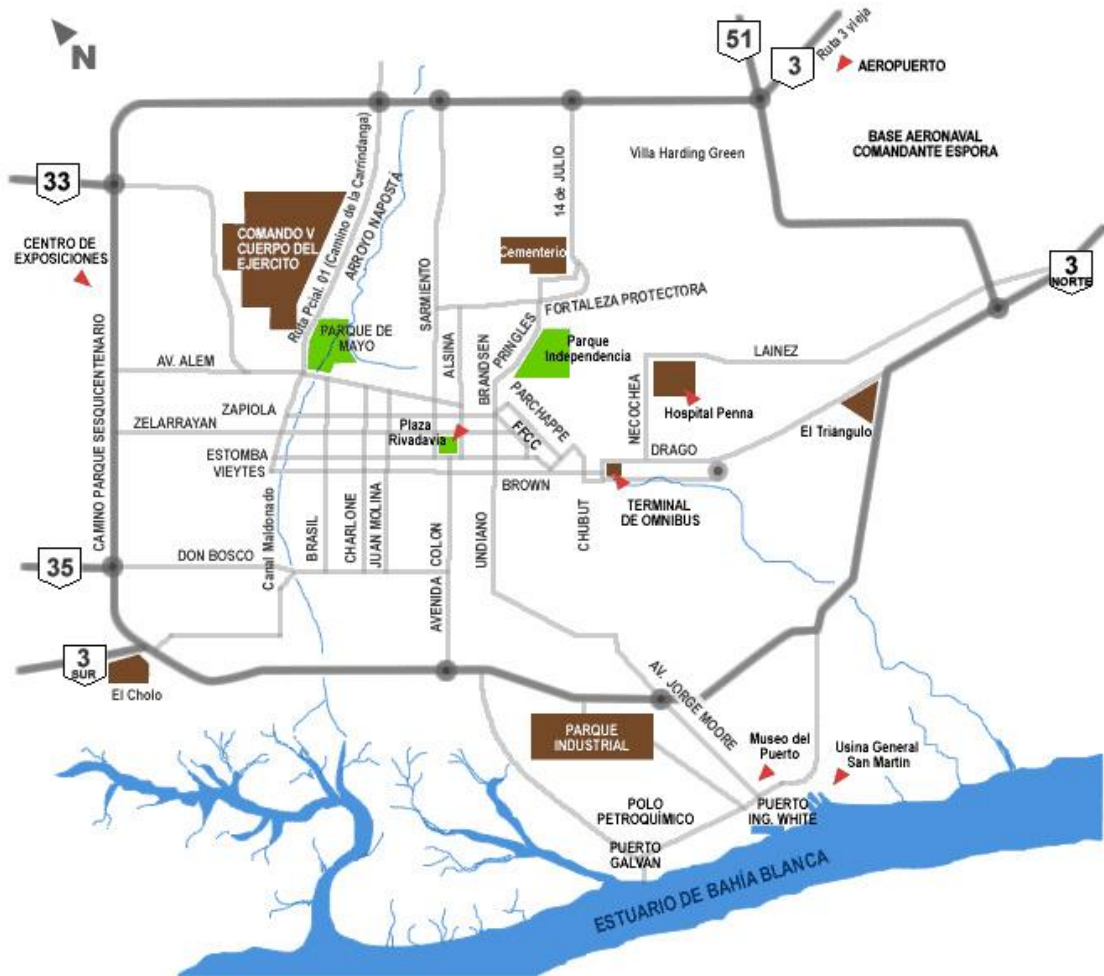 N
51
3
Ruta 3 vieja
AEROPUERTO
BASE AERONAVAL
COMANDANTE ESPORA
Villa Harding Green
33
CENTRO DE
EXPOSICIONES
COMANDO V
CUERPO DEL
EJERCITO
Ruta Pcial. 01 (Camino de la Carrindanga)
ARROYO NAPOSTÁ
SARMIENTO
14 de JULIO
Cementerio
3
NORTE
FORTALEZA PROTECTORA
PARQUE DE
MAYO
ALSINA
BRANDSEN
PRINGLES
Parque
Independencia
LAINEZ
AV. ALEM
CAMINO PARQUE SESQUICENTENARIO
ZAPIOLA
ZELARRAYAN
Plaza
Rivadavia
PARCHAPPE
FFCC
NECOCHEA
Hospital Penna
El Triángulo
ESTOMBA
VIEYTES
DRAGO
BROWN
TERMINAL
DE OMNIBUS
CHUBUT
Canal Maldonado
BRASIL
CHARLONE
JUAN MOLINA
AVENIDA COLON
UNDIANO
DON BOSCO
35
3
SUR
El Cholo
AV. JORGE MOORE
PARQUE
INDUSTRIAL
Museo del
Puerto
Usina General
San Martin
POLO
PETROQUÍMICO
PUERTO
ING. WHITE
PUERTO
GALVAN
ESTUARIO DE BAHÍA BLANCA